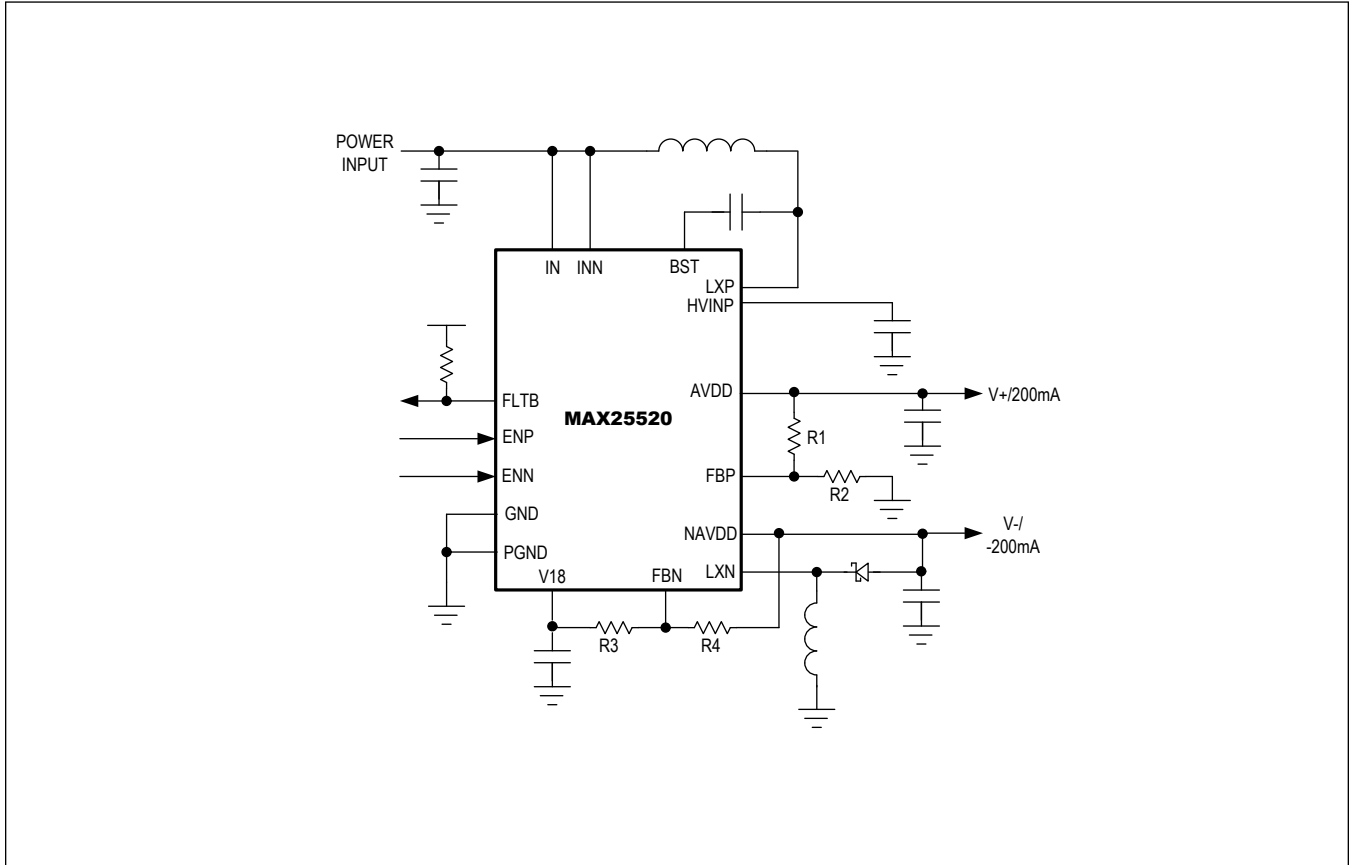 POWER
INPUT
IN
INN
BST
LXP
HVINP
FLTB
ENP
ENN
GND
PGND
V18
FBN
MAX25520
AVDD
FBP
NAVDD
LXN
V+/200mA
R1
R2
V-/
-200mA
R3
R4